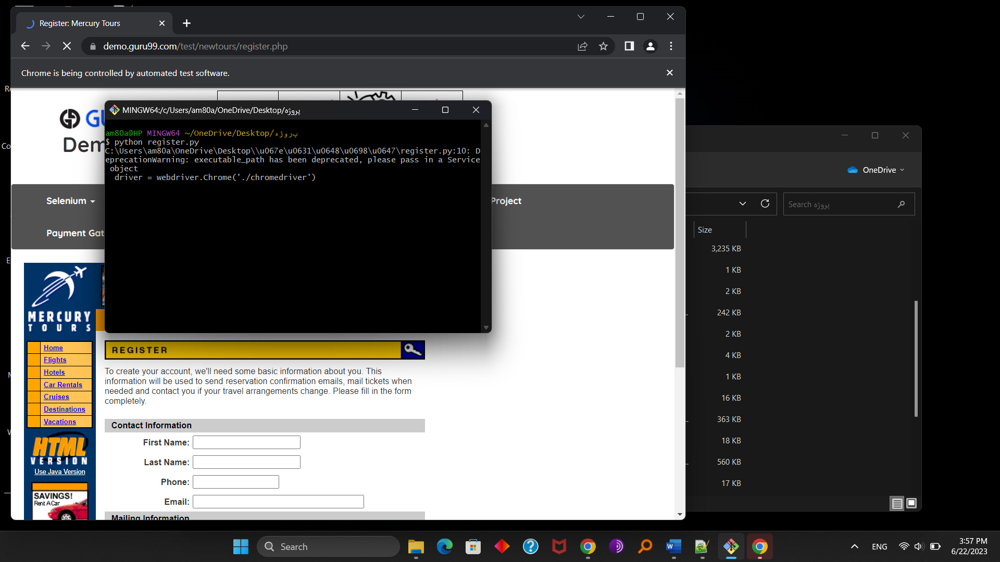 Register: Mercury Tours
demo.guru99.com/test/newtours/register.php
Chrome is being controlled by automated test software.
MINGW64:/c/Users/am80a/OneDrive/Desktop/پروژه
am80a@HP MINGW64 ~/OneDrive/Desktop/پروژه
$ python register.py
C:\Users\am80a\OneDrive\Desktop\\u067e\u0631\u0648\u0698\u0647\register.py:10: D
eprecationWarning: executable_path has been deprecated, please pass in a Service
object
driver = webdriver.Chrome('./chromedriver')
Selenium
Project
Payment Gat
MERCURY
TOURS
Home
Flights
Hotels
Car Rentals
Cruises
Destinations
Vacations
HTML
VERSION
Use Java Version
SAVINGS!
Rent A Car
REGISTER
To create your account, we'll need some basic information about you. This
information will be used to send reservation confirmation emails, mail tickets when
needed and contact you if your travel arrangements change. Please fill in the form
completely.
Contact Information
First Name:
Last Name:
Phone:
Email:
Mailing Information
OneDrive
Search پروژه
Size
3,235 KB
1 KB
2 KB
242 KB
2 KB
4 KB
1 KB
16 KB
363 KB
18 KB
560 KB
17 KB
Search
ENG
3:57 PM
6/22/2023